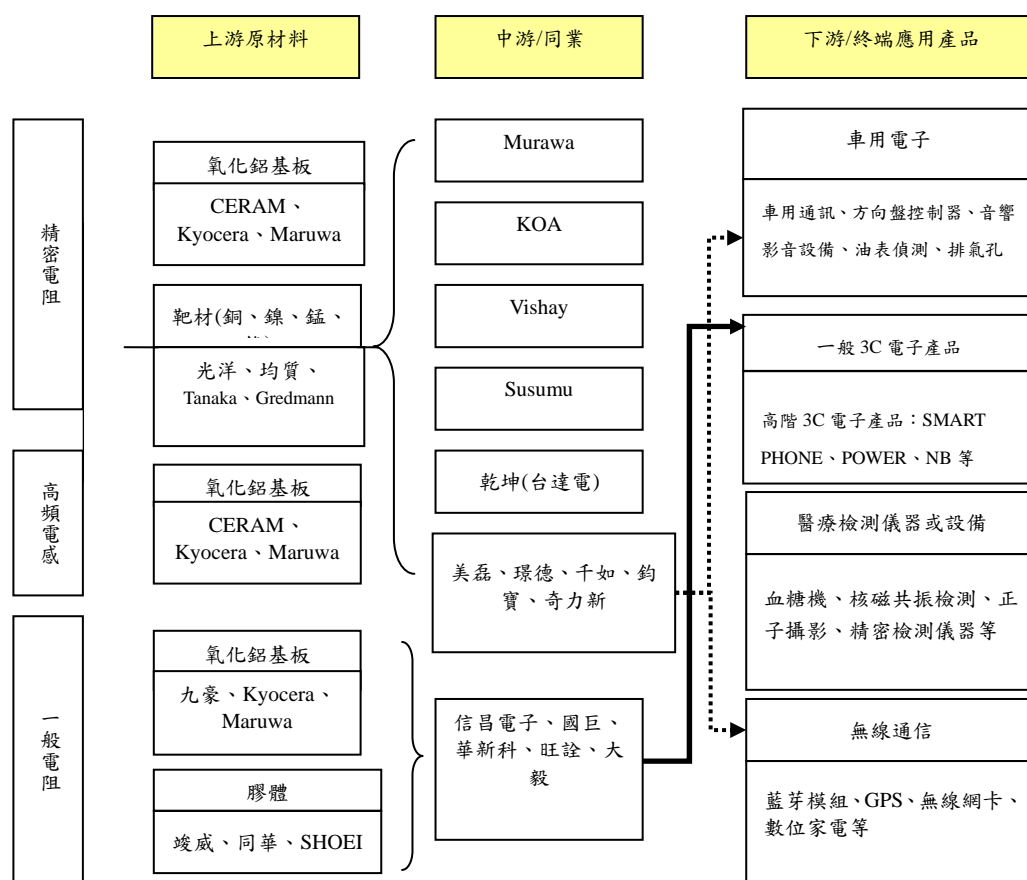 上游原材料
中游/同業
下游/終端應用產品
精密電阻
氧化鋁基板
CERAM、
Kyocera、Maruwa
靶材(銅、鎳、錳、
光洋、均質、
Tanaka、Gredmann
高頻電感
氧化鋁基板
CERAM、
Kyocera、Maruwa
一般電阻
氧化鋁基板
九豪、Kyocera、
Maruwa
膠體
竣威、同華、SHOEI
Murawa
KOA
Vishay
Susumu
乾坤(台達電)
美磊、璟德、千如、鈞
寶、奇力新
信昌電子、國巨、
華新科、旺詮、大
毅
車用電子
車用通訊、方向盤控制器、音響
影音設備、油表偵測、排氣孔
一般 3C 電子產品
高階 3C 電子產品：SMART
PHONE、POWER、NB 等
醫療檢測儀器或設備
血糖機、核磁共振檢測、正
子攝影、精密檢測儀器等
無線通信
藍芽模組、GPS、無線網卡、
數位家電等